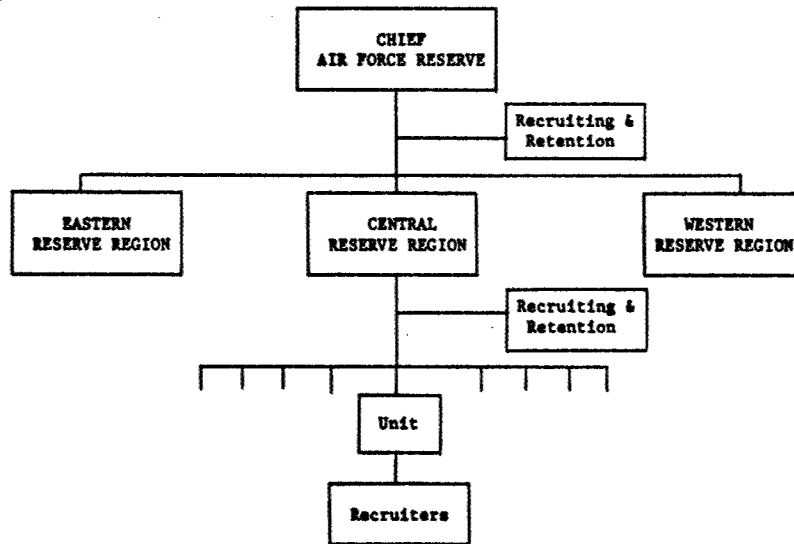 CHIEF
AIR FORCE RESERVE
Recruiting &
Retention
EASTERN
RESERVE REGION
CENTRAL
RESERVE REGION
WESTERN
RESERVE REGION
Recruiting &
Retention
Unit
Recruiters